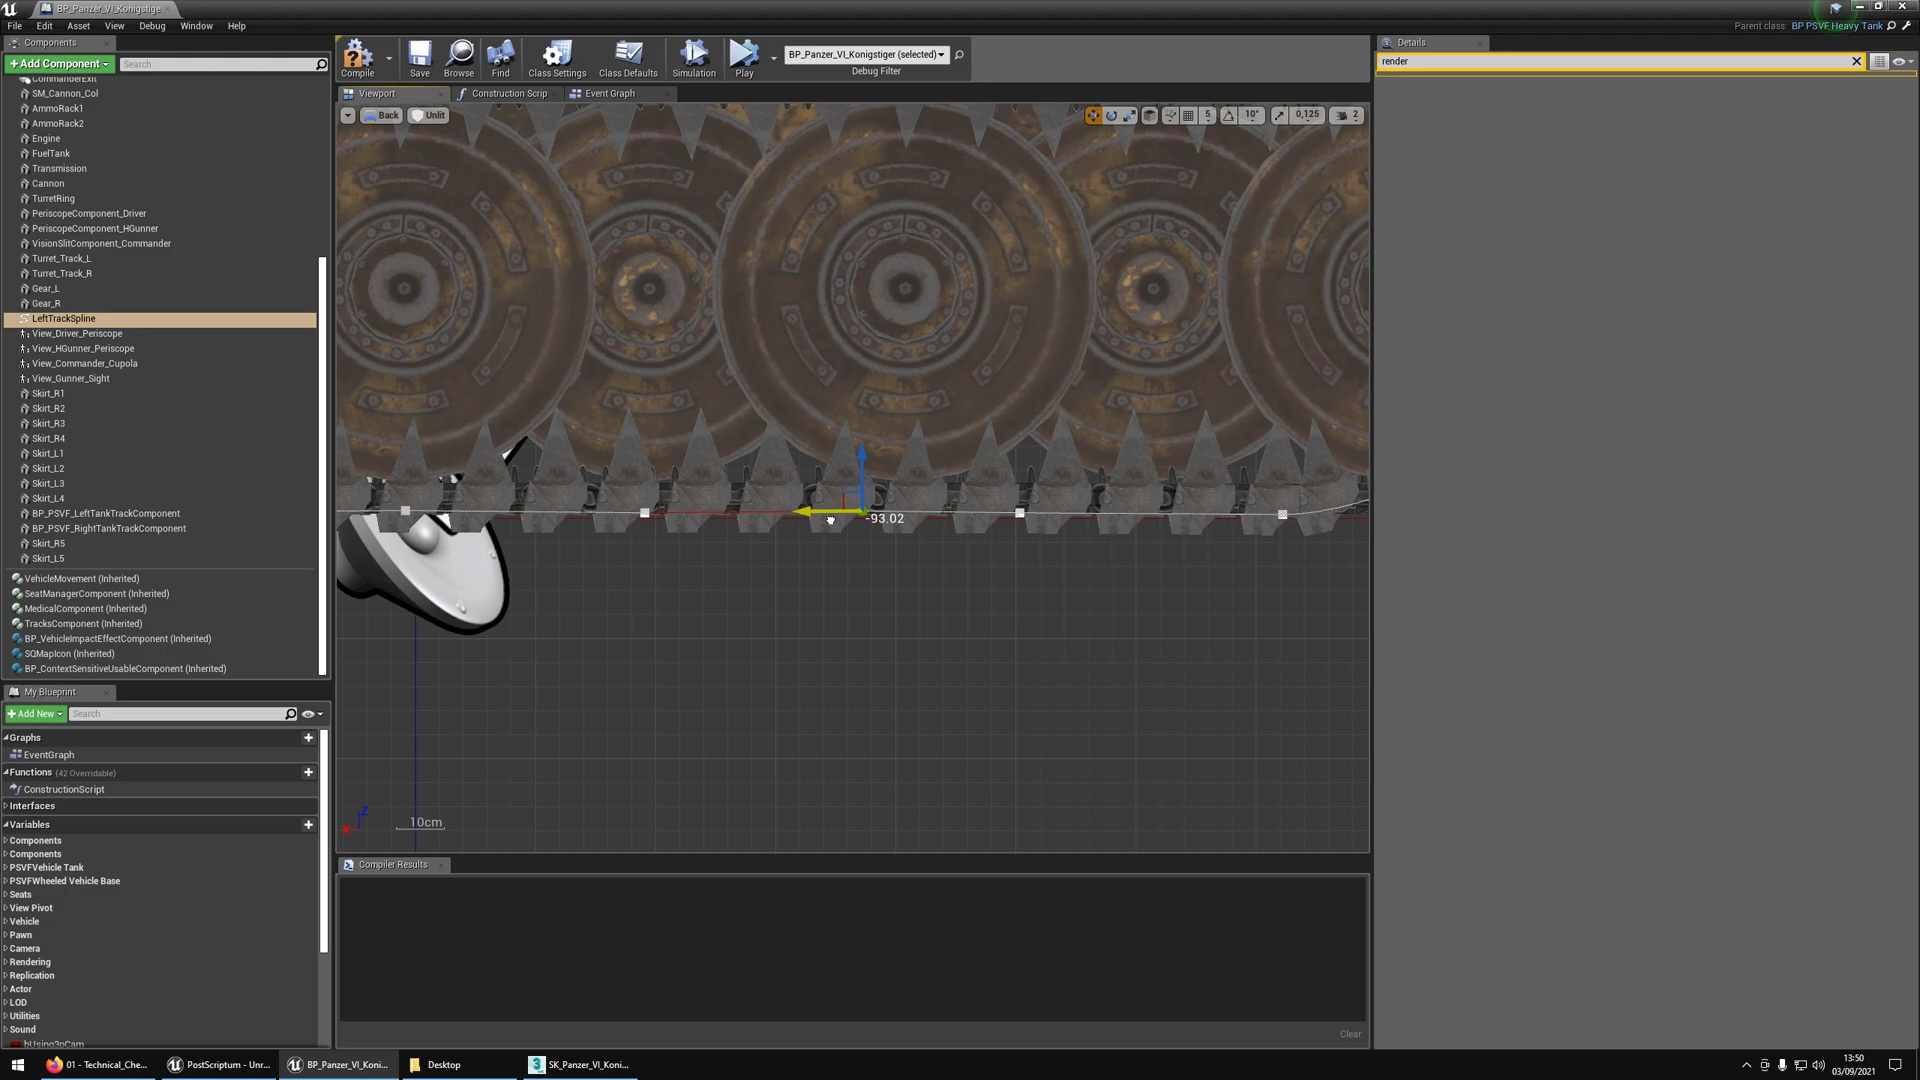 BP_Panzer_VI_Konigstige
File Edit Asset View Debug Window Help
Parent class: BP PSVF Heavy Tank
Components
+Add Component
Search
CommanderExit
SM_Cannon_Col
AmmoRack1
AmmoRack2
Engine
FuelTank
Transmission
Cannon
TurretRing
PeriscopeComponent_Driver
PeriscopeComponent_HGunner
VisionSlitComponent_Commander
Turret_Track_L
Turret_Track_R
Gear_L
Gear_R
LeftTrackSpline
View_Driver_Periscope
View_HGunner_Periscope
View_Commander_Cupola
View_Gunner_Sight
Skirt_R1
Skirt_R2
Skirt_R3
Skirt_R4
Skirt_L1
Skirt_L2
Skirt_L3
Skirt_L4
BP_PSVF_LeftTankTrackComponent
BP_PSVF_RightTankTrackComponent
Skirt_R5
Skirt_L5
VehicleMovement (Inherited)
SeatManagerComponent (Inherited)
MedicalComponent (Inherited)
TracksComponent (Inherited)
BP_VehicleImpactEffectComponent (Inherited)
SQMapIcon (Inherited)
BP_ContextSensitiveUsableComponent (Inherited)
My Blueprint
+Add New
Search
Graphs
EventGraph
Functions (42 Overridable)
ConstructionScript
Interfaces
Variables
Components
Components
PSVFVehicle Tank
PSVFWheeled Vehicle Base
Seats
View Pivot
Vehicle
Pawn
Camera
Rendering
Replication
Actor
LOD
Utilities
Sound
bUsing3pCam
Compile
Save
Browse
Find
Class Settings
Class Defaults
Simulation
Play
BP_Panzer_VI_Konigstiger (selected)
Debug Filter
Viewport
Construction Scrip
Event Graph
Back
Unlit
5
10°
0,125
2
-93.02
Z
10cm
Compiler Results
Clear
Details
render
01 - Technical_Che...
PostScriptum - Unr...
BP_Panzer_VI_Koni...
Desktop
SK_Panzer_VI_Koni...
13:50
03/09/2021